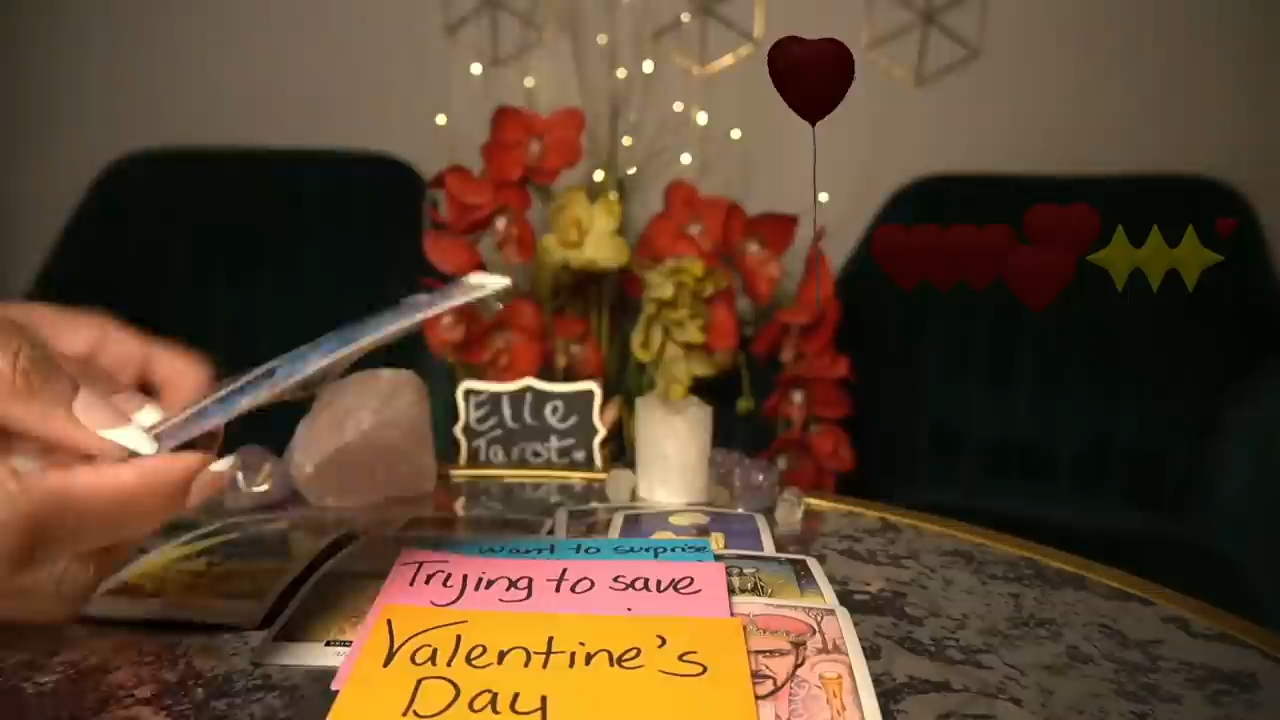 Elle
Tarot.
want to surprise
Trying to save
Valentine's
Day